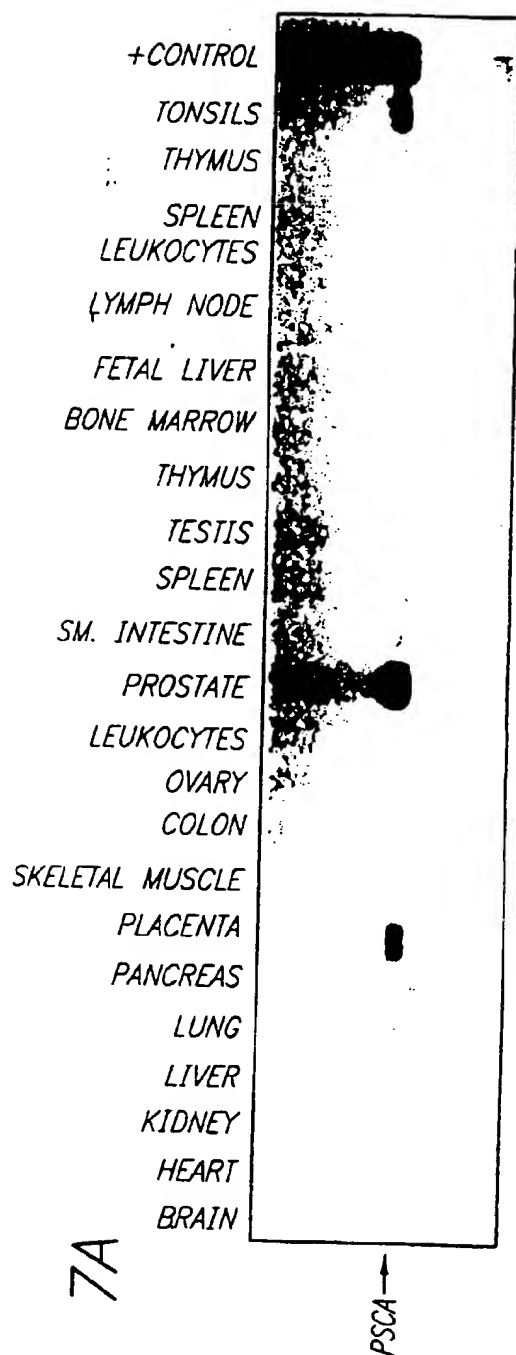 +CONTROL
TONSILS
THYMUS
SPLEEN
LEUKOCYTES
LYMPH NODE
FETAL LIVER
BONE MARROW
THYMUS
TESTIS
SPLEEN
SM. INTESTINE
PROSTATE
LEUKOCYTES
OVARY
COLON
SKELETAL MUSCLE
PLACENTA
PANCREAS
LUNG
LIVER
KIDNEY
HEART
BRAIN
7A
PSCA→